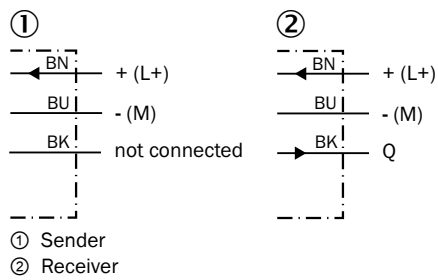 ① ②
BN + (L+) BN + (L+)
BU - (M) BU - (M)
BK not connected BK Q
① Sender
② Receiver